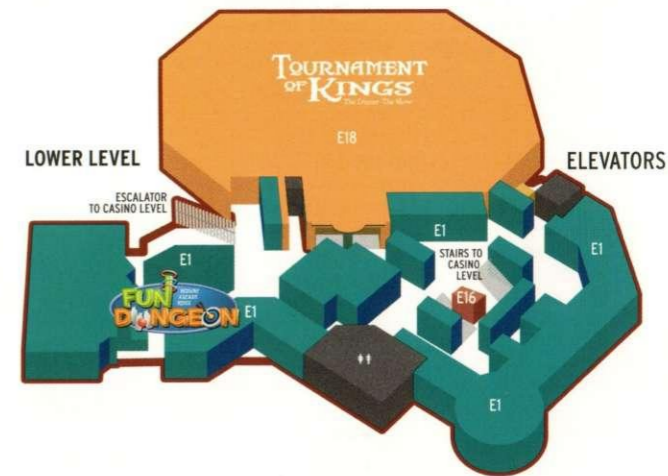 TOURNAMENT
OF KINGS
The Dinner. The Show.
E18
LOWER LEVEL
ELEVATORS
ESCALATOR
TO CASINO LEVEL
E1
E1
E1
STAIRS TO
CASINO
LEVEL
E16
FUN
DUNGEON
E1
E1